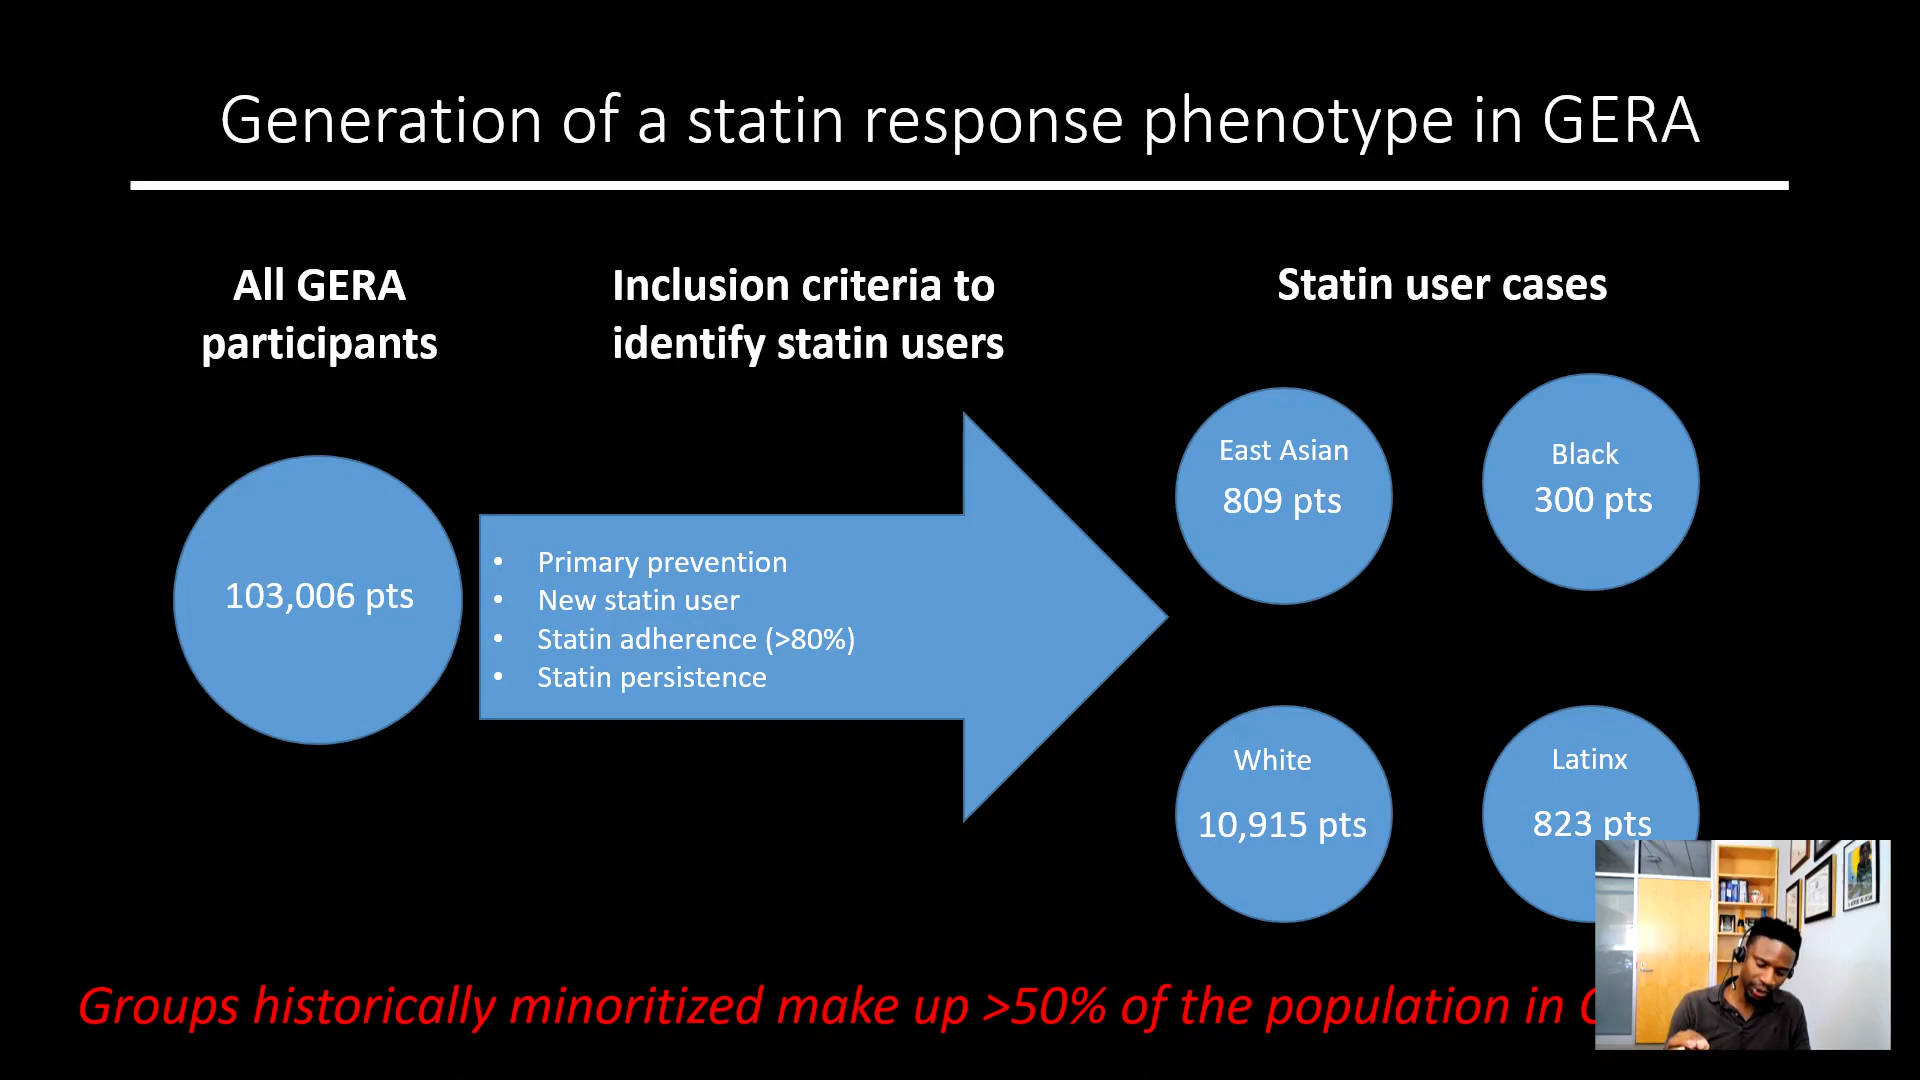 Generation of a statin response phenotype in GERA
All GERA
participants
Inclusion criteria to
identify statin users
Statin user cases
103,006 pts
• Primary prevention
• New statin user
• Statin adherence (>80%)
• Statin persistence
East Asian
809 pts
Black
300 pts
White
10,915 pts
Latinx
823 pts
Groups historically minoritized make up >50% of the population in